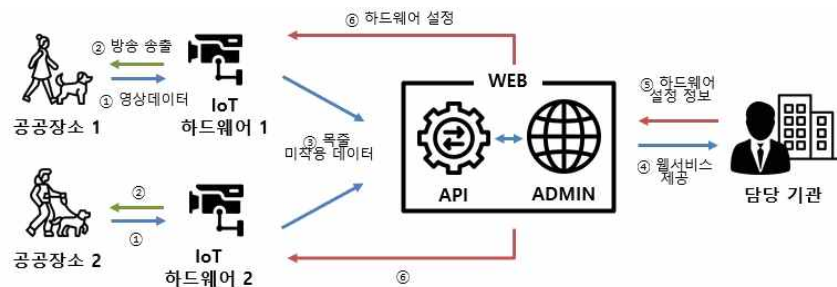 ⑥ 하드웨어 설정
② 방송 송출
① 영상데이터
공공장소 1
IoT
하드웨어 1
③ 목줄
미착용 데이터
WEB
API
ADMIN
⑤ 하드웨어
설정 정보
④ 웹서비스
제공
담당 기관
②
①
공공장소 2
IoT
하드웨어 2
⑥